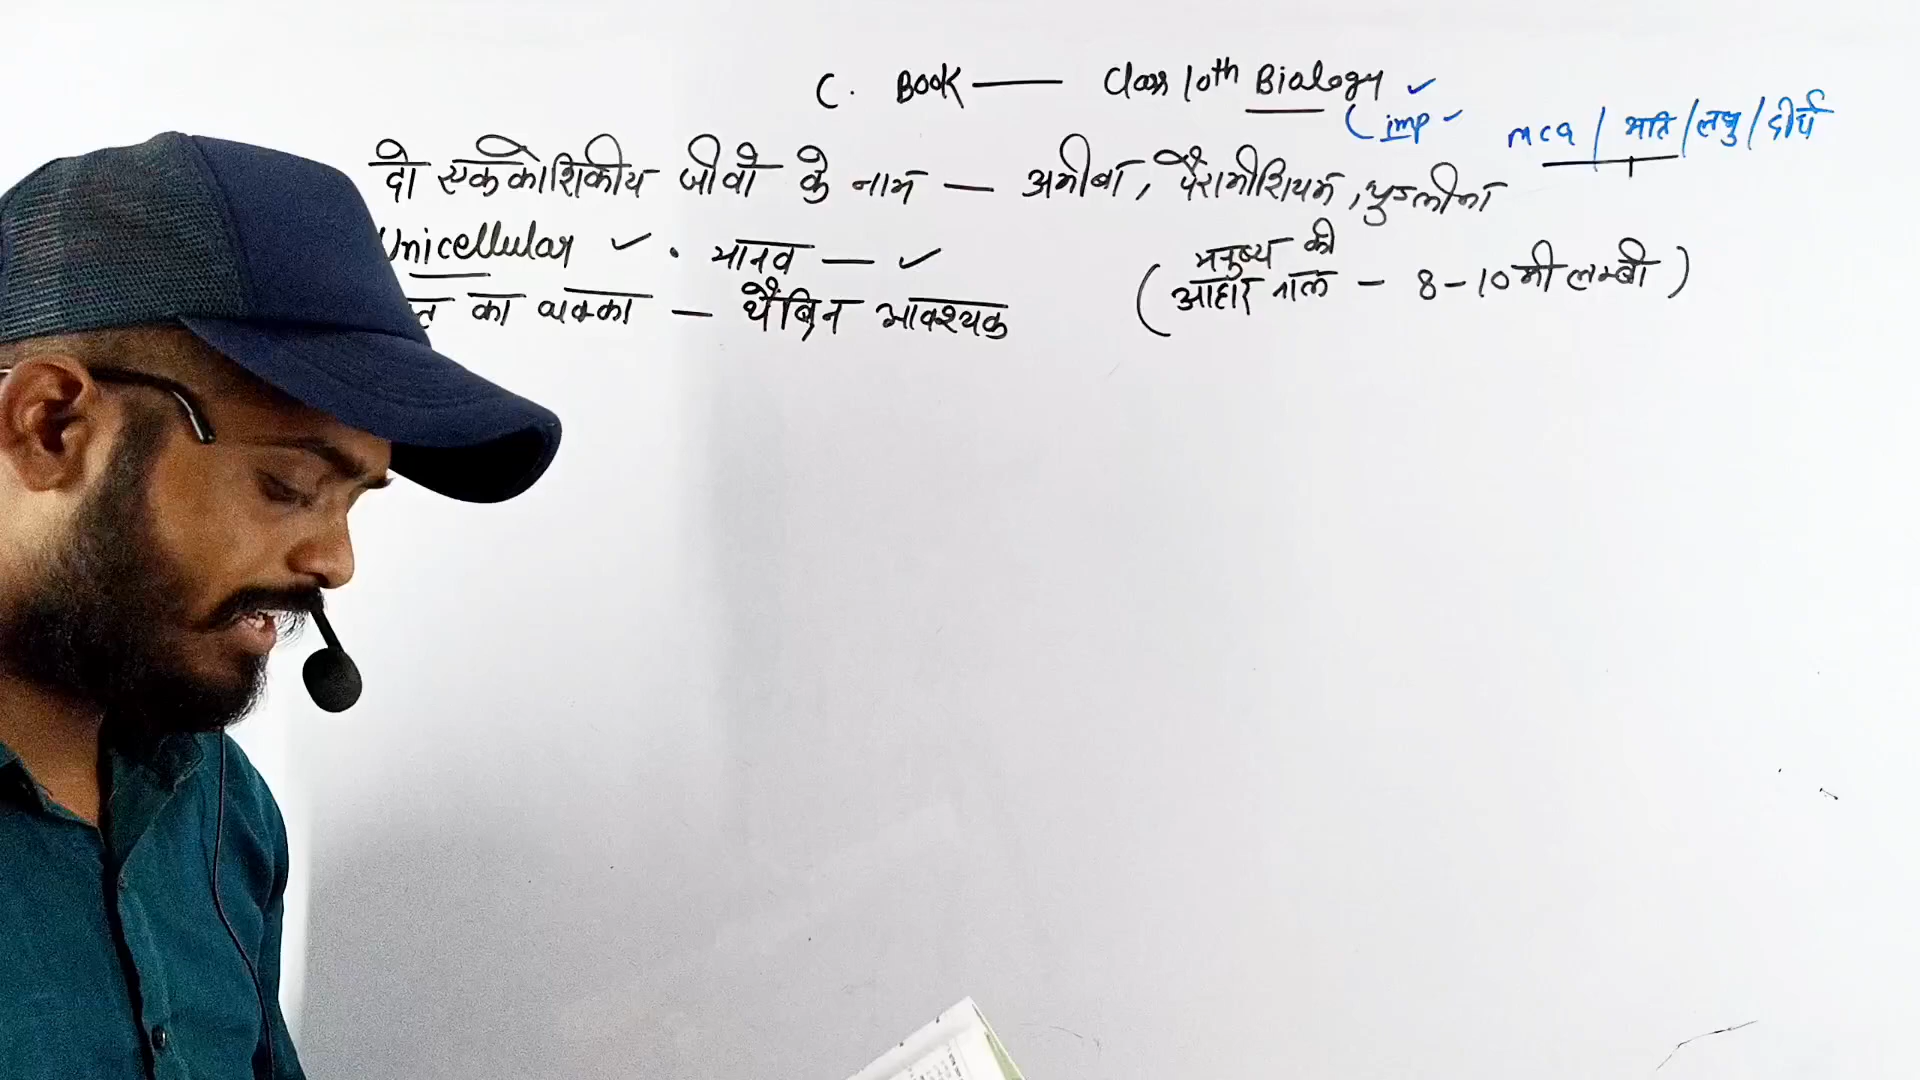 C. Book — Class 10th Biology ✓
( imp -
mcq / अति / लघु / दीर्घ
दो एककोशिकीय जीवों के नाम — अमीबा, पैरामीशियम, युग्लीना
Unicellular ✓ • मानव — ✓
का थक्का — थ्रौंबिन आवश्यक
( मनुष्य की
आहार नाल - 8-10 मी लम्बी )